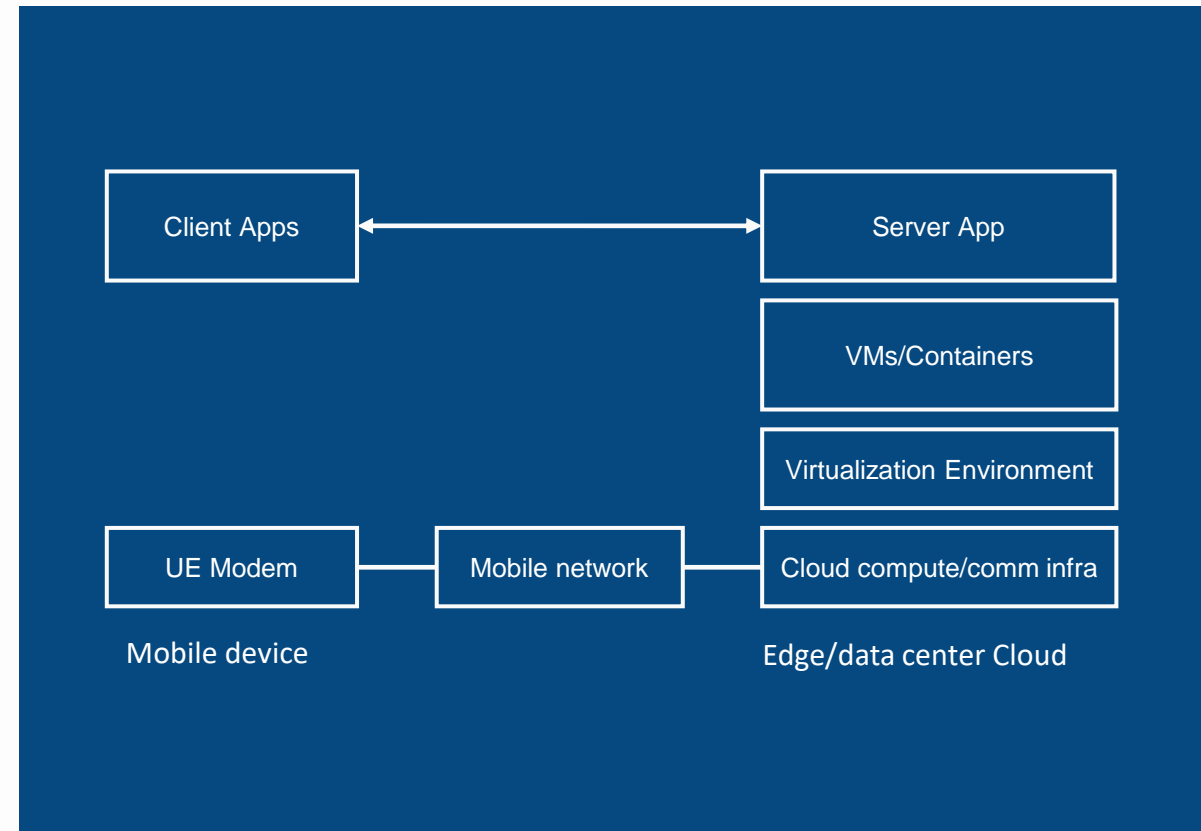 Client Apps
Server App
VMs/Containers
Virtualization Environment
UE Modem
Mobile network
Cloud compute/comm infra
Mobile device
Edge/data center Cloud